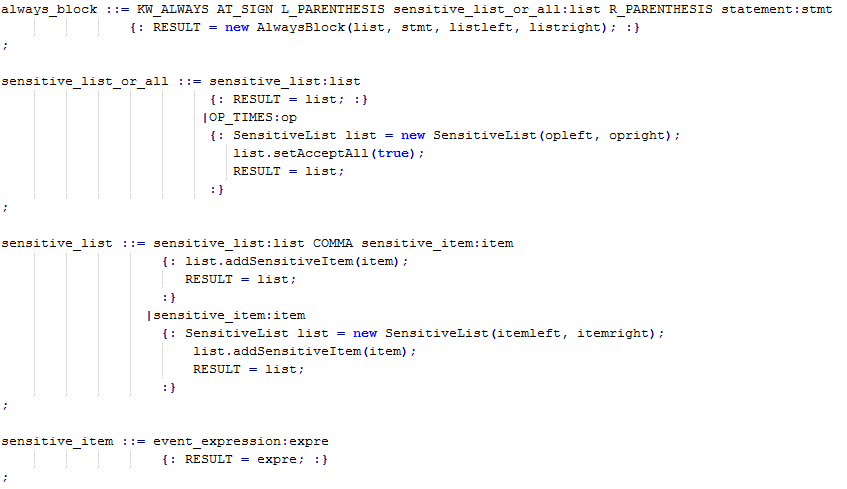 always_block ::= KW_ALWAYS AT_SIGN L_PARENTHESIS sensitive_list_or_all:list R_PARENTHESIS statement:stmt
{: RESULT = new AlwaysBlock(list, stmt, listleft, listright); :}
;
sensitive_list_or_all ::= sensitive_list:list
{: RESULT = list; :}
|OP_TIMES:op
{: SensitiveList list = new SensitiveList(opleft, opright);
list.setAcceptAll(true);
RESULT = list;
:}
;
sensitive_list ::= sensitive_list:list COMMA sensitive_item:item
{: list.addSensitiveItem(item);
RESULT = list;
:}
|sensitive_item:item
{: SensitiveList list = new SensitiveList(itemleft, itemright);
list.addSensitiveItem(item);
RESULT = list;
:}
;
sensitive_item ::= event_expression:expre
{: RESULT = expre; :}
;